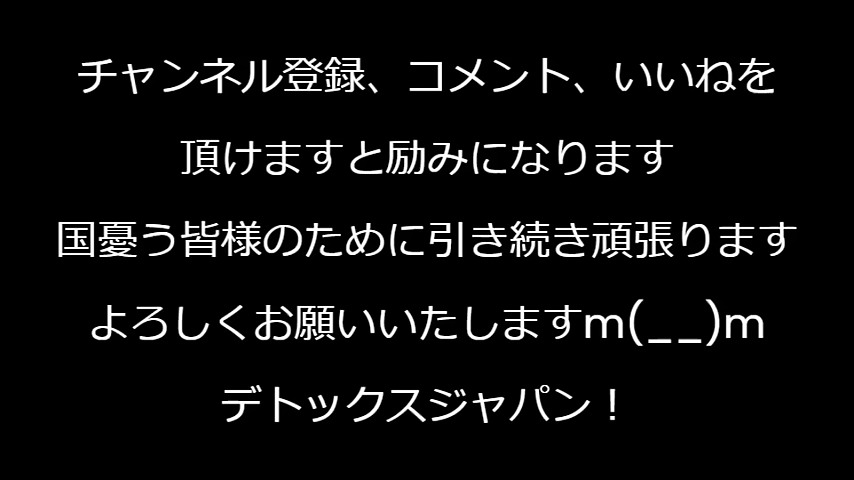 チャンネル登録、コメント、いいねを
頂けますと励みになります
国憂う皆様のために引き続き頑張ります
よろしくお願いいたしますm(__)m
デトックスジャパン！